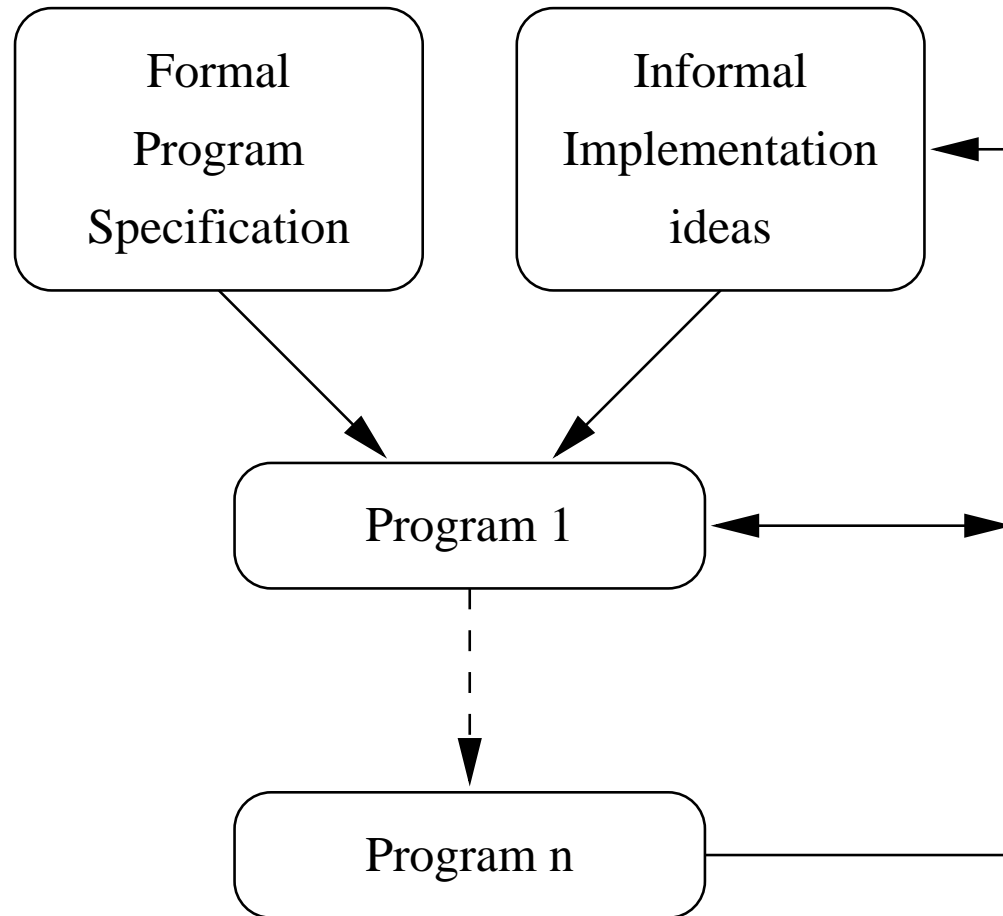 Formal
Program
Specification
Informal
Implementation
ideas
Program 1
Program n